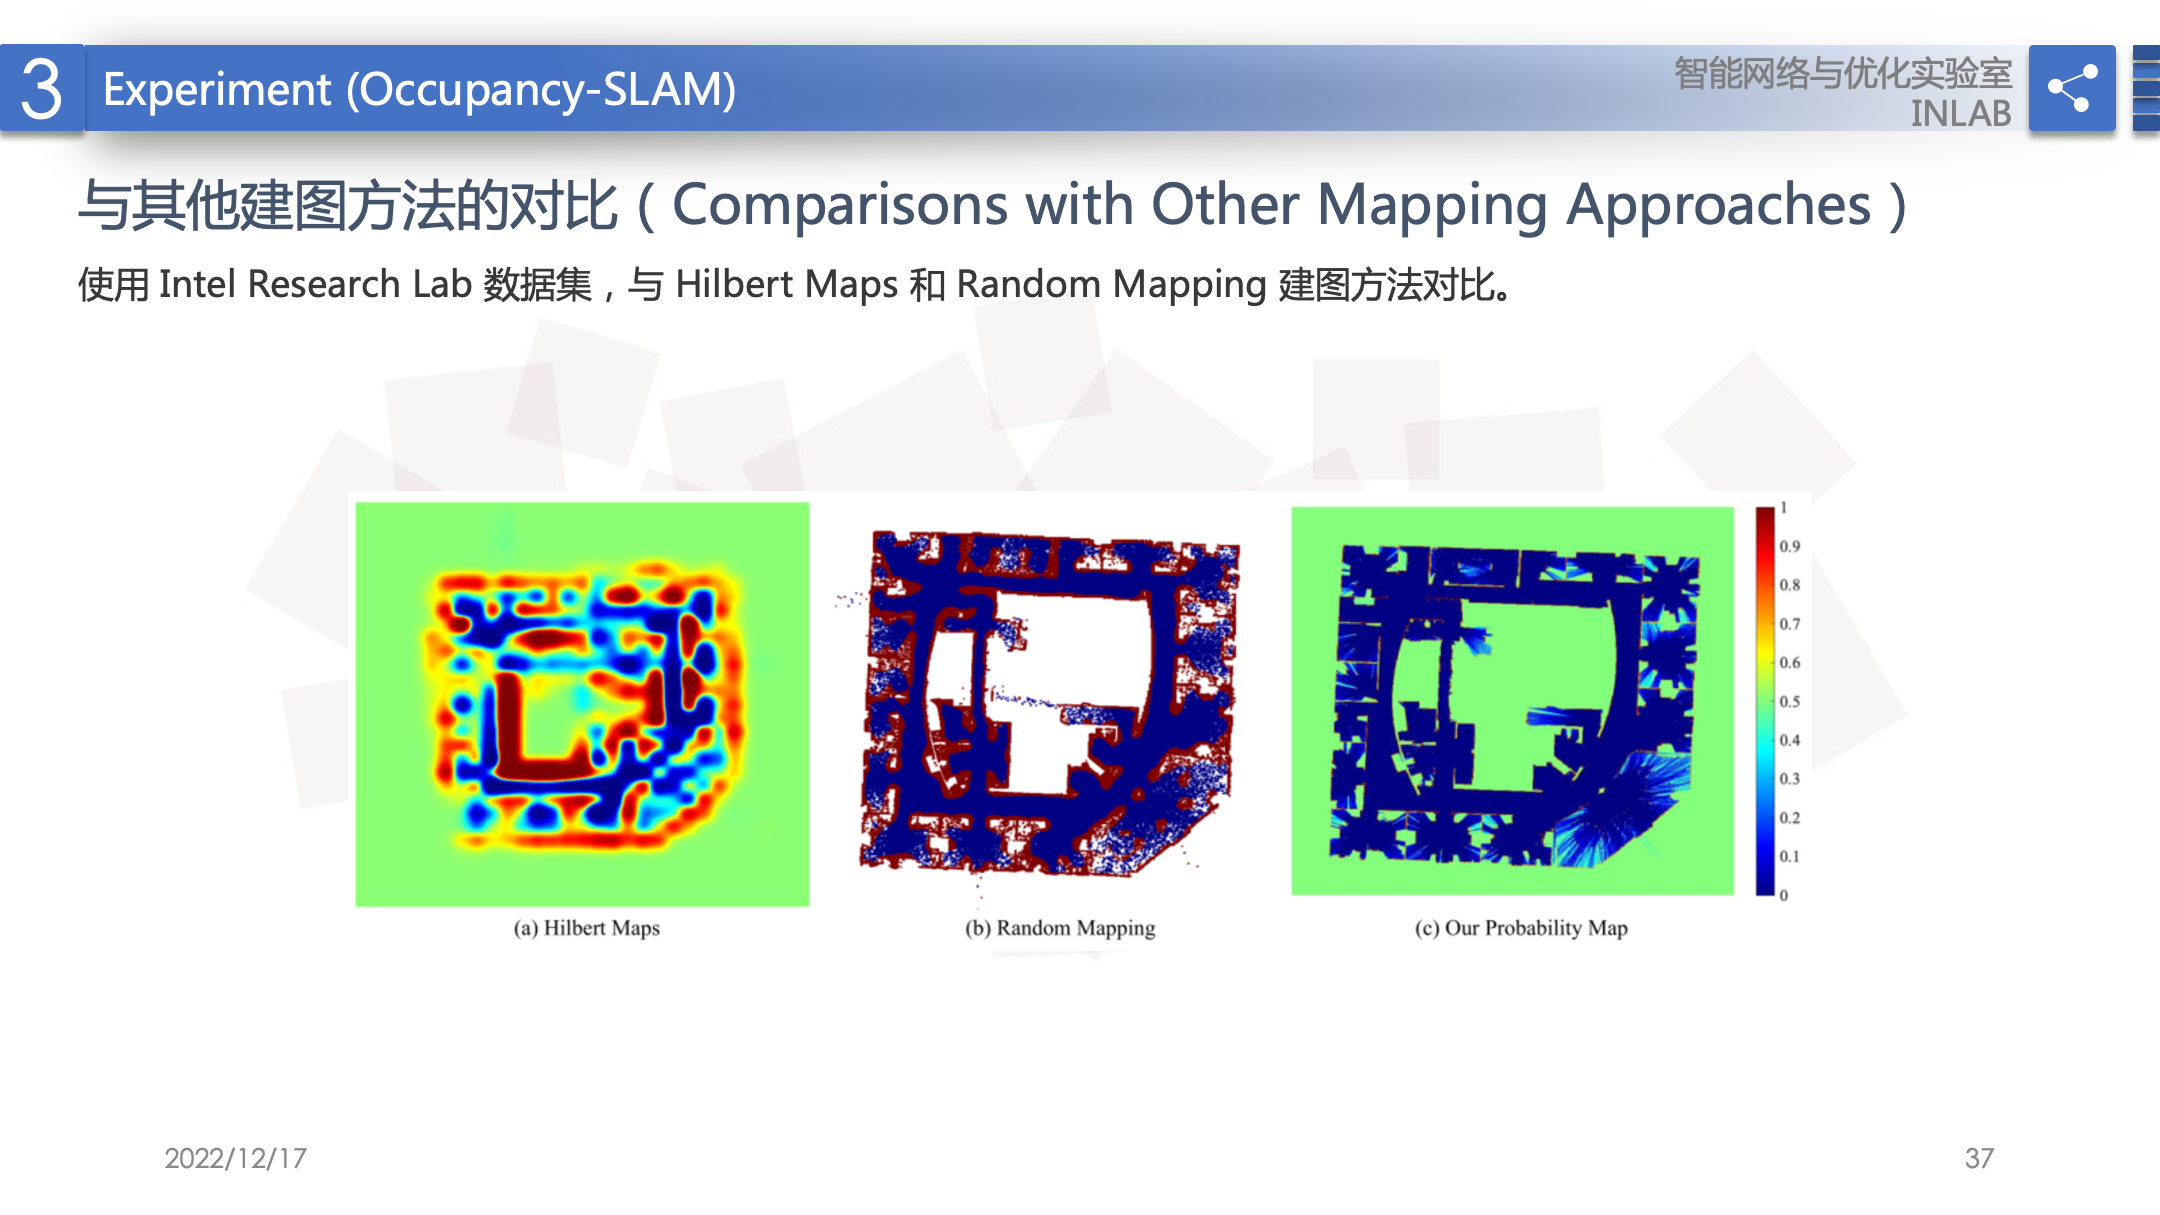 3
Experiment (Occupancy-SLAM)
智能网络与优化实验室
INLAB
与其他建图方法的对比（Comparisons with Other Mapping Approaches）
使用 Intel Research Lab 数据集，与 Hilbert Maps 和 Random Mapping 建图方法对比。
1
0.9
0.8
0.7
0.6
0.5
0.4
0.3
0.2
0.1
0
(a) Hilbert Maps
(b) Random Mapping
(c) Our Probability Map
2022/12/17
37